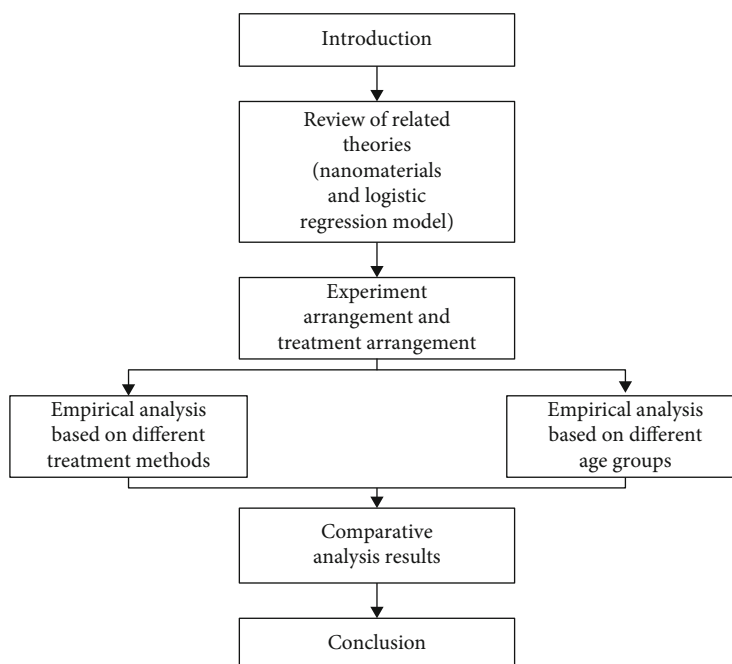 Introduction
Review of related
theories
(nanomaterials
and logistic
regression model)
Experiment
arrangement and
treatment arrangement
Empirical analysis
based on different
treatment methods
Empirical analysis
based on different
age groups
Comparative
analysis results
Conclusion